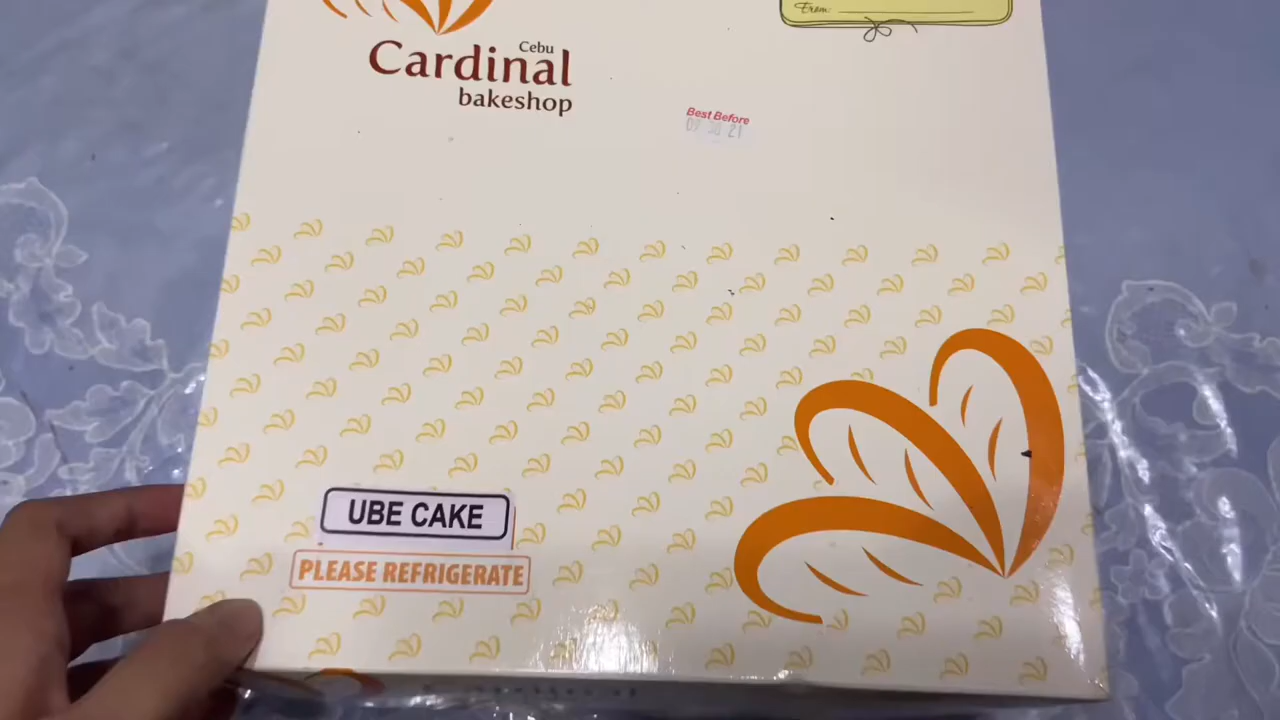 From:
Cebu
Cardinal
bakeshop
Best Before
UBE CAKE
PLEASE REFRIGERATE